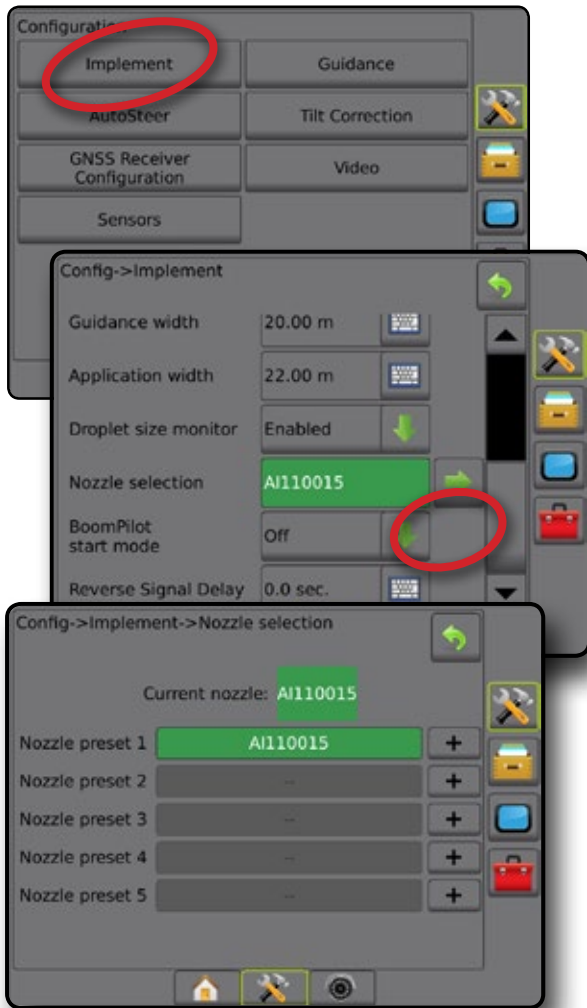 Configuration
Implement
Guidance
AutoSteer
Tilt Correction
GNSS Receiver
Configuration
Video
Sensors
Config->Implement
Guidance width 20.00 m
Application width 22.00 m
Droplet size monitor Enabled
Nozzle selection AI110015
BoomPilot
start mode Off
Reverse Signal Delay 0.0 sec.
Config->Implement->Nozzle selection
Current nozzle: AI110015
Nozzle preset 1 AI110015 +
Nozzle preset 2 -- +
Nozzle preset 3 -- +
Nozzle preset 4 -- +
Nozzle preset 5 -- +